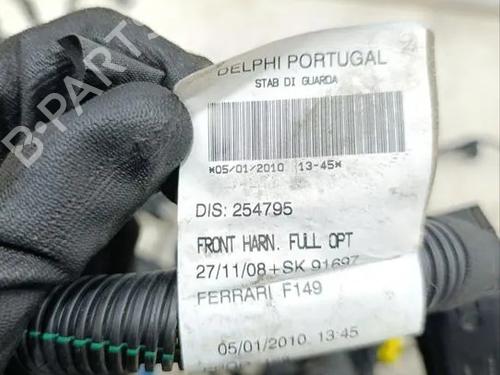 DELPHI PORTUGAL
STAB DI GUARDA
*05/01/2010 13-45*
DIS: 254795
FRONT HARN. FULL OPT
27/11/08+SK 91697
FERRARI F149
05/01/2010 13:45
B-PARTS